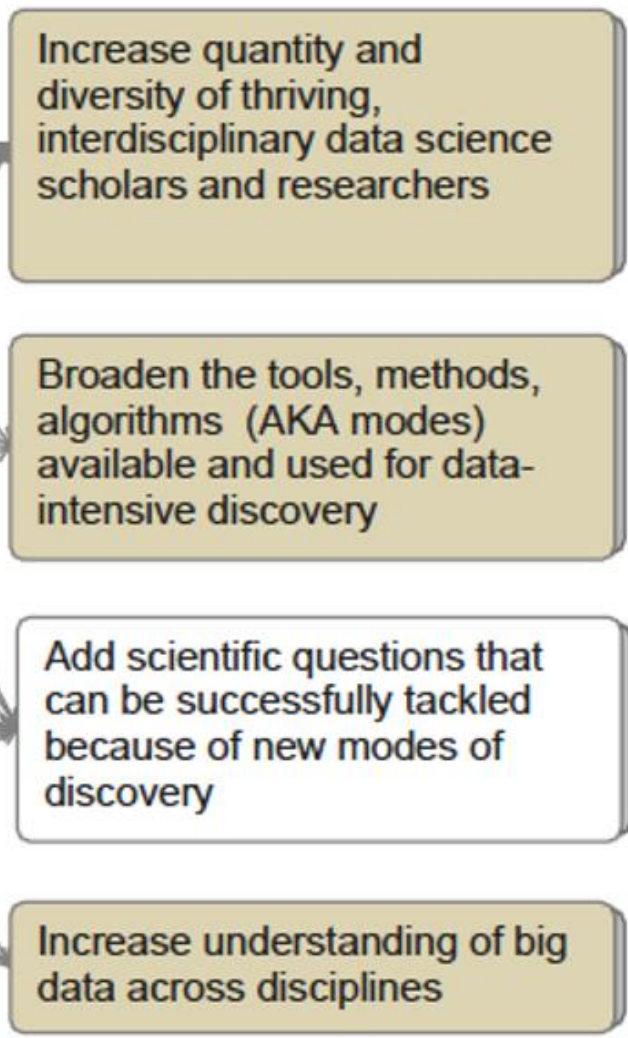 Increase quantity and
diversity of thriving,
interdisciplinary data science
scholars and researchers
Broaden the tools, methods,
algorithms  (AKA modes)
available and used for data-
intensive discovery
Add scientific questions that
can be successfully tackled
because of new modes of
discovery
Increase understanding of big
data across disciplines